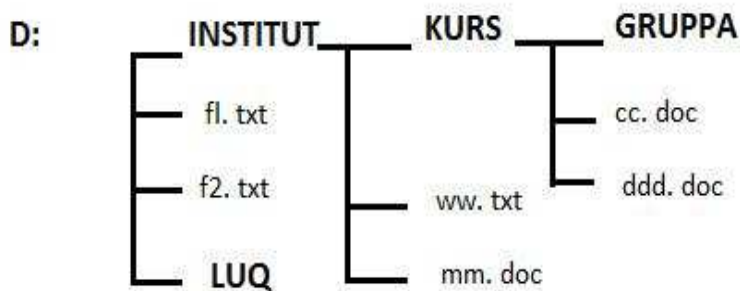 D: INSTITUT KURS GRUPPA
fl. txt cc. doc
f2. txt ddd. doc
ww. txt
LUQ mm. doc